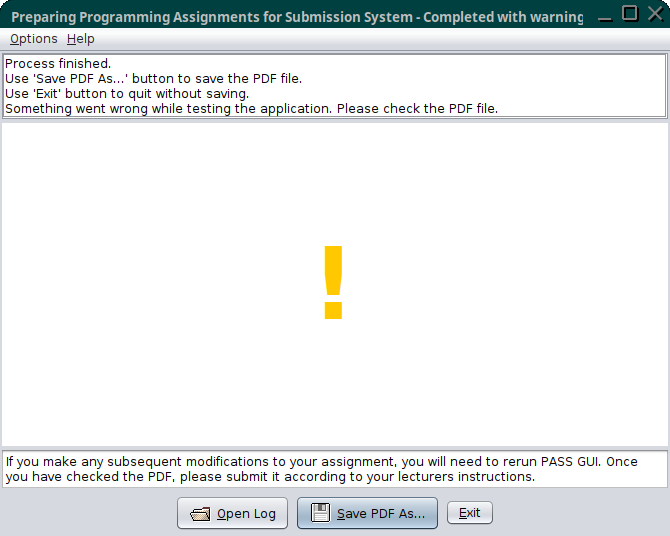 Preparing Programming Assignments for Submission System - Completed with warning
Options Help
Process finished.
Use 'Save PDF As...' button to save the PDF file.
Use 'Exit' button to quit without saving.
Something went wrong while testing the application. Please check the PDF file.
!
If you make any subsequent modifications to your assignment, you will need to rerun PASS GUI. Once
you have checked the PDF, please submit it according to your lecturers instructions.
Open Log Save PDF As... Exit